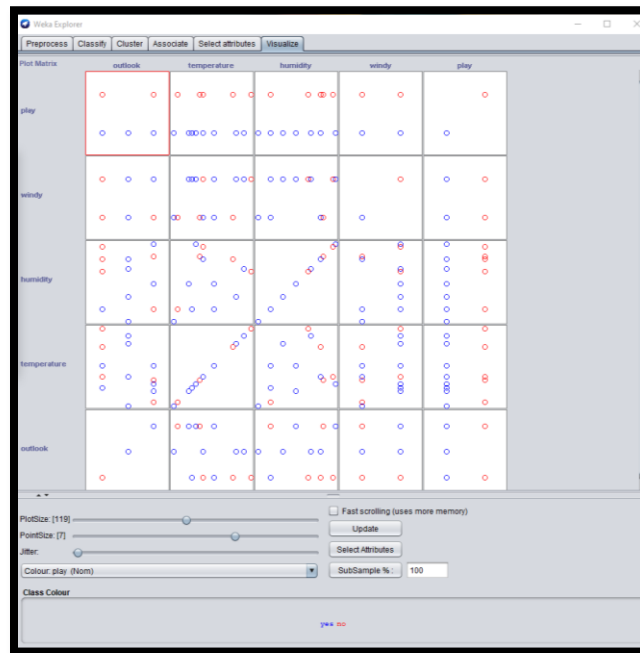 Weka Explorer
Preprocess Classify Cluster Associate Select attributes Visualize
Plot Matrix outlook temperature humidity windy play
play
windy
humidity
temperature
outlook
PlotSize: [119]
PointSize: [7]
Jitter:
Fast scrolling (uses more memory)
Update
Select Attributes
Colour: play (Nom)
SubSample % : 100
Class Colour
yes no